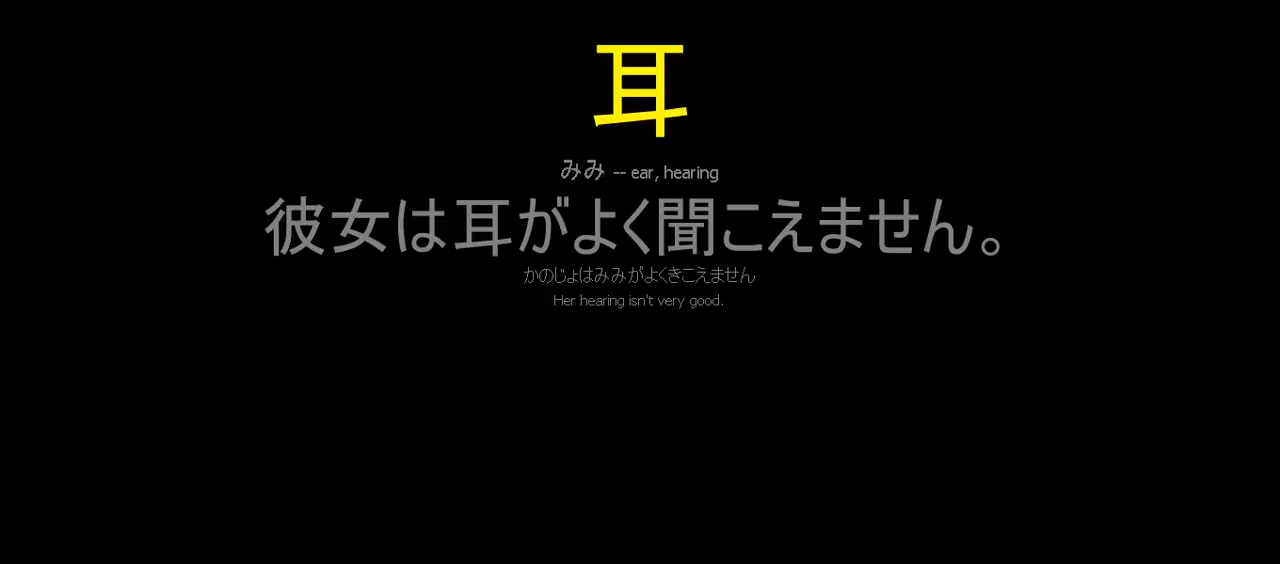 耳
みみ -- ear, hearing
彼女は耳がよく聞こえません。
かのじょはみみがよくきこえません
Her hearing isn't very good.